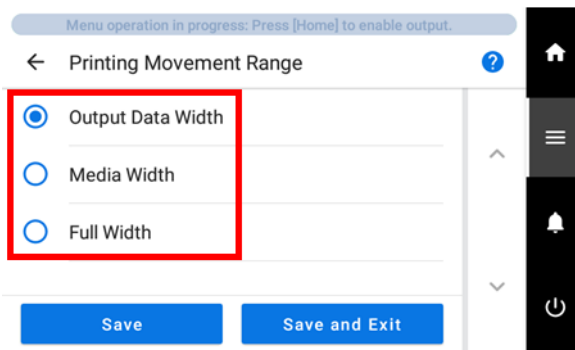 Menu operation in progress: Press [Home] to enable output.
Printing Movement Range
?
Output Data Width
Media Width
Full Width
Save
Save and Exit